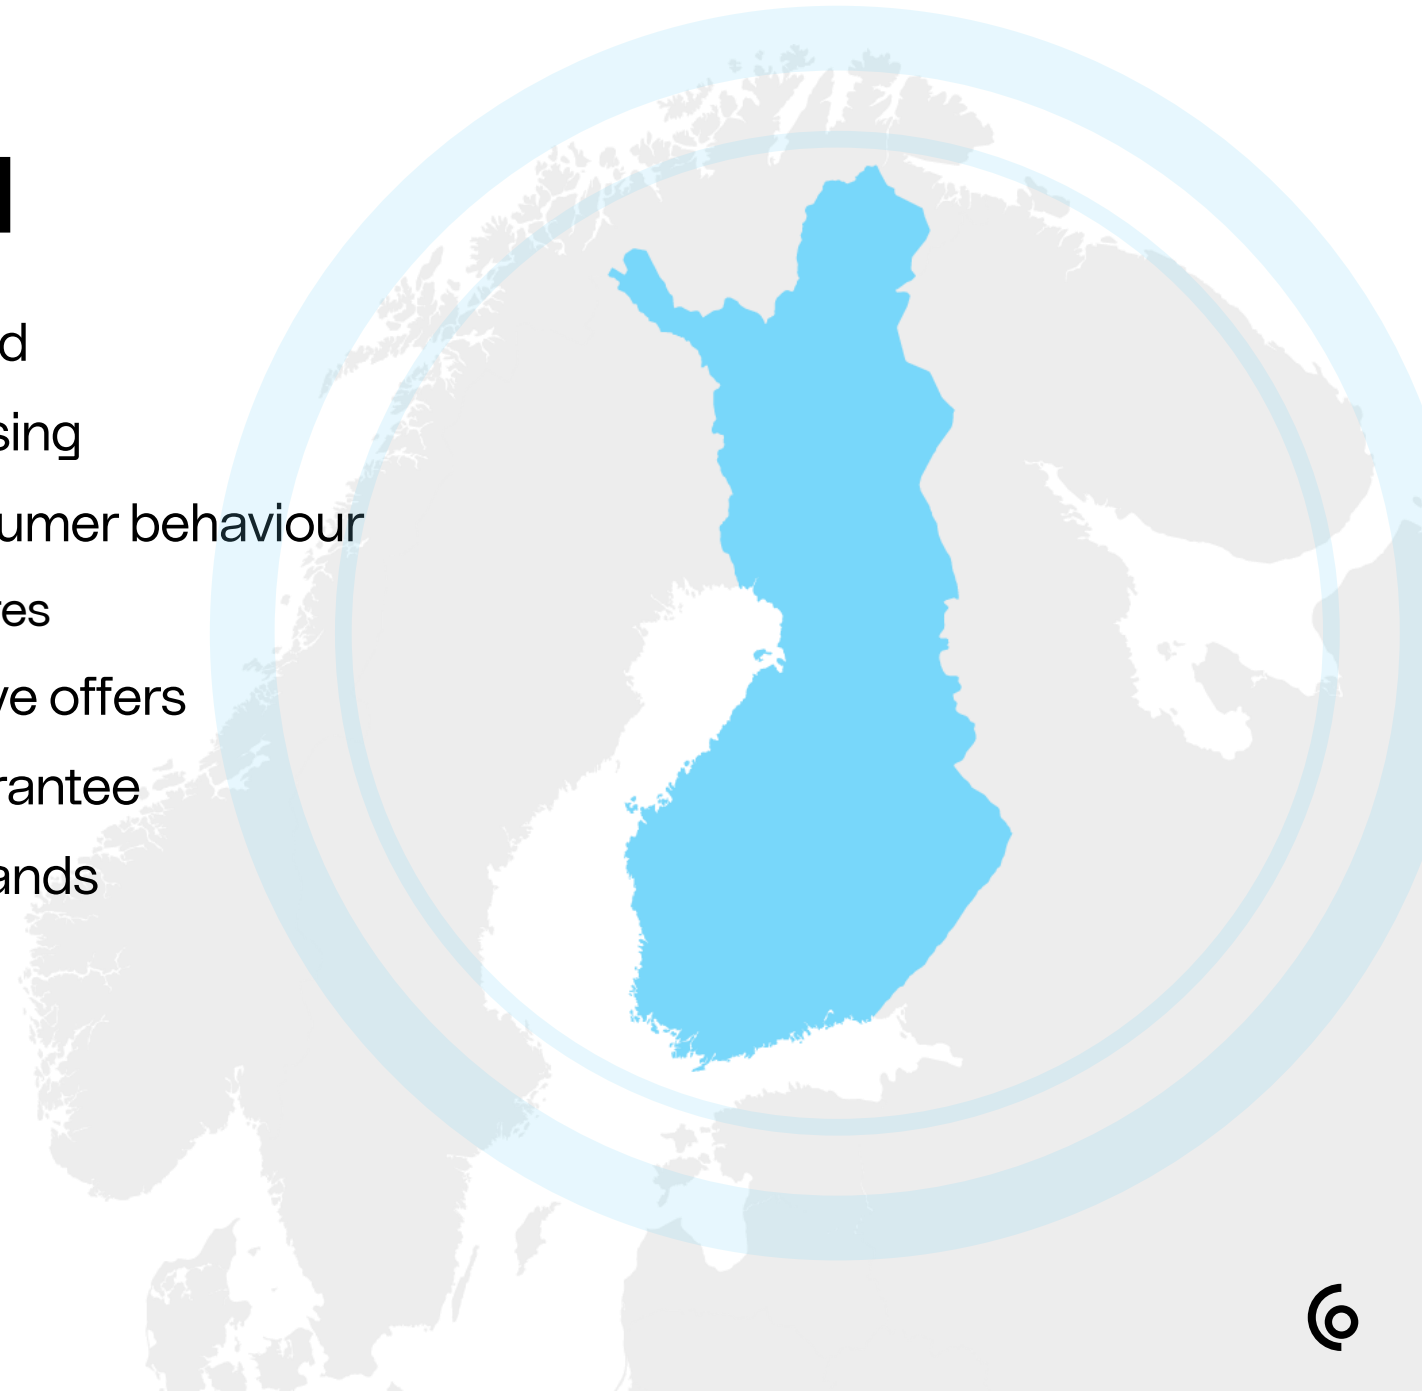 d
sing
umer behaviour
es
ve offers
rantee
ands